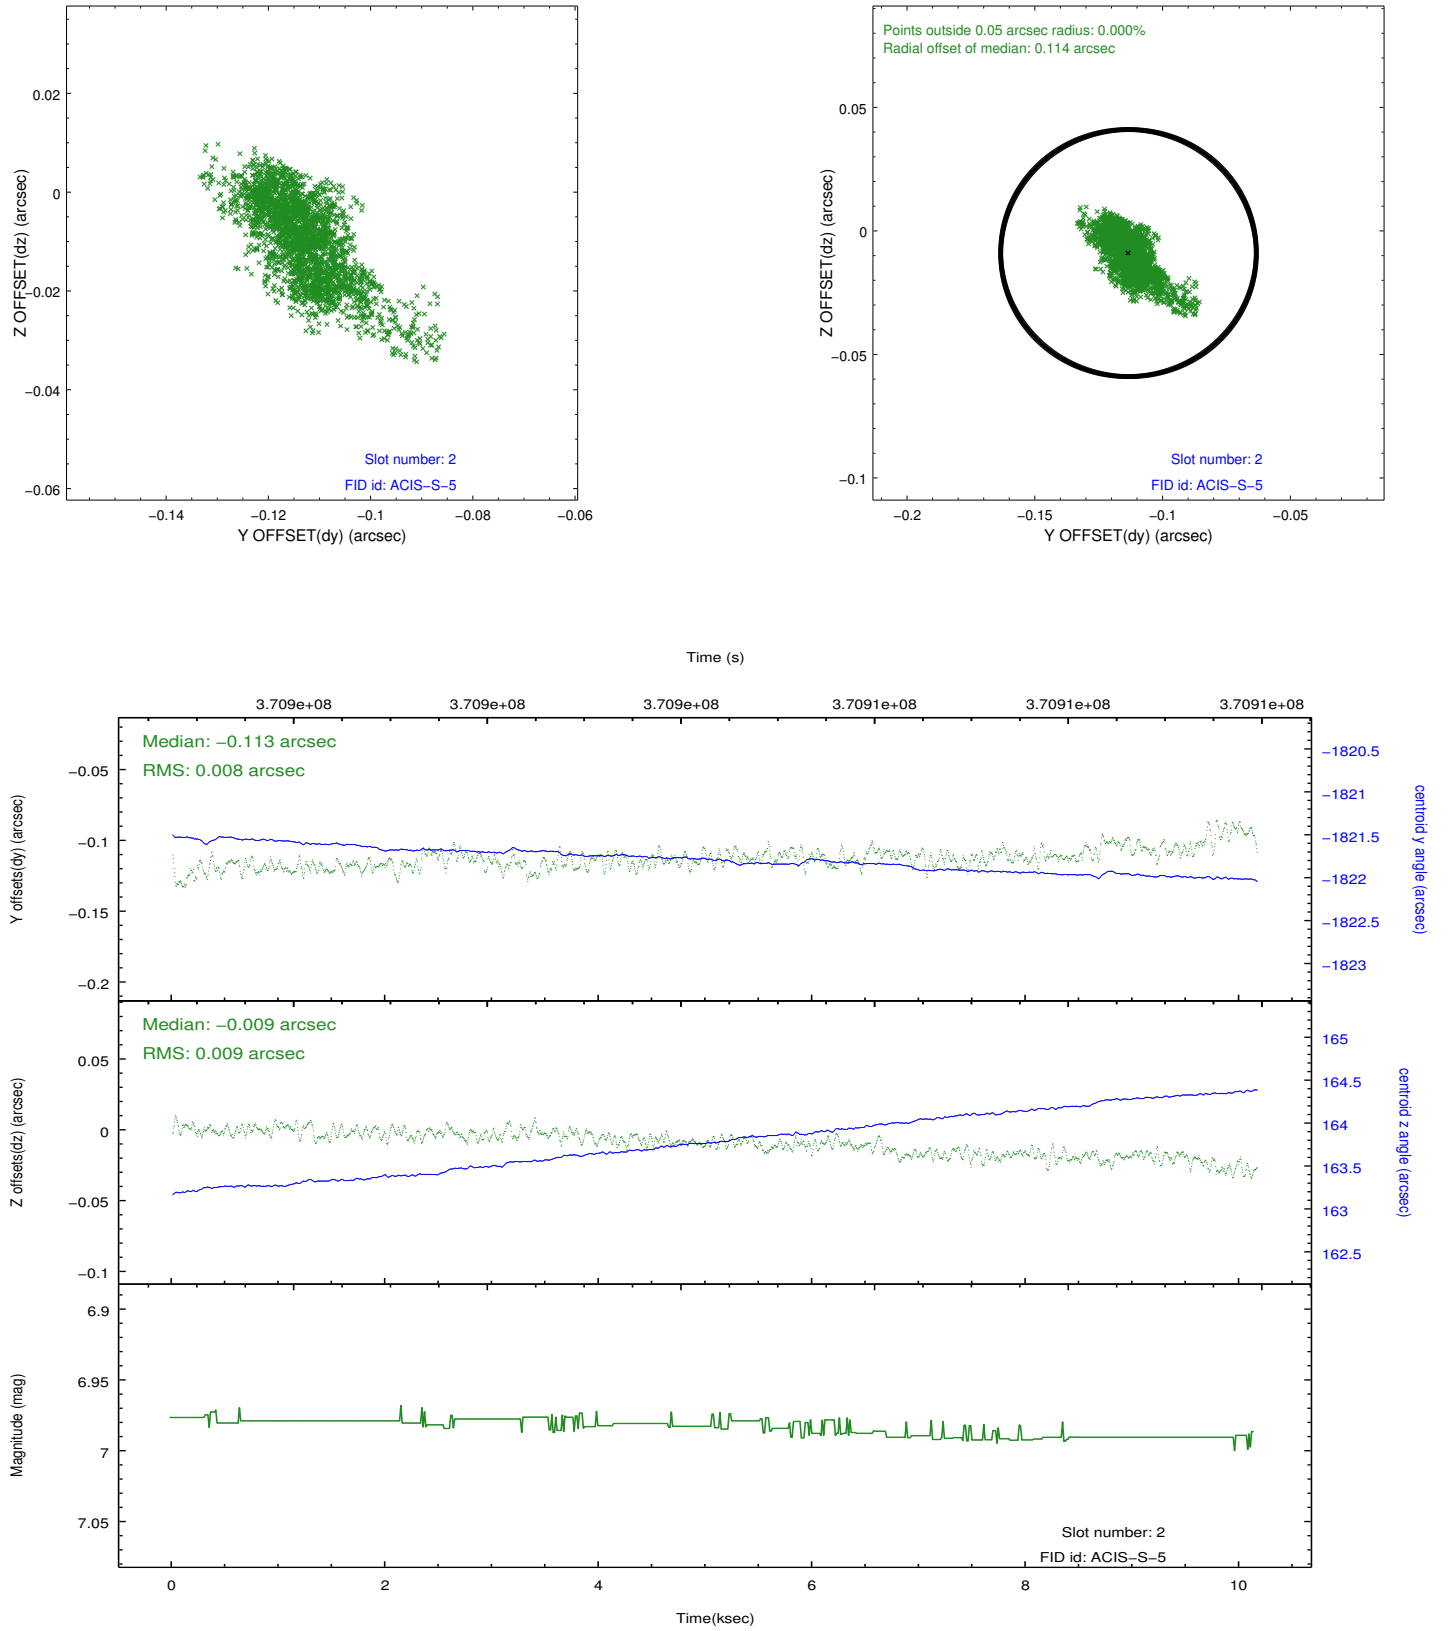 0.02
0
−0.02
−0.04
−0.06
Z OFFSET(dz) (arcsec)
−0.14 −0.12 −0.1 −0.08 −0.06
Y OFFSET(dy) (arcsec)
Slot number: 2
FID id: ACIS−S−5
Points outside 0.05 arcsec radius: 0.000%
Radial offset of median: 0.114 arcsec
0.05
0
−0.05
−0.1
Z OFFSET(dz) (arcsec)
−0.2 −0.15 −0.1 −0.05
Y OFFSET(dy) (arcsec)
Slot number: 2
FID id: ACIS−S−5
Time (s)
3.709e+08 3.709e+08 3.709e+08 3.7091e+08 3.7091e+08 3.7091e+08
Median: −0.113 arcsec
RMS: 0.008 arcsec
−0.05
−0.1
−0.15
−0.2
Y offsets(dy) (arcsec)
−1820.5
−1821
−1821.5
−1822
−1822.5
−1823
centroid y angle (arcsec)
Median: −0.009 arcsec
RMS: 0.009 arcsec
0.05
0
−0.05
−0.1
Z offsets(dz) (arcsec)
165
164.5
164
163.5
163
162.5
centroid z angle (arcsec)
6.9
6.95
7
7.05
Magnitude (mag)
Slot number: 2
FID id: ACIS−S−5
0 2 4 6 8 10
Time(ksec)